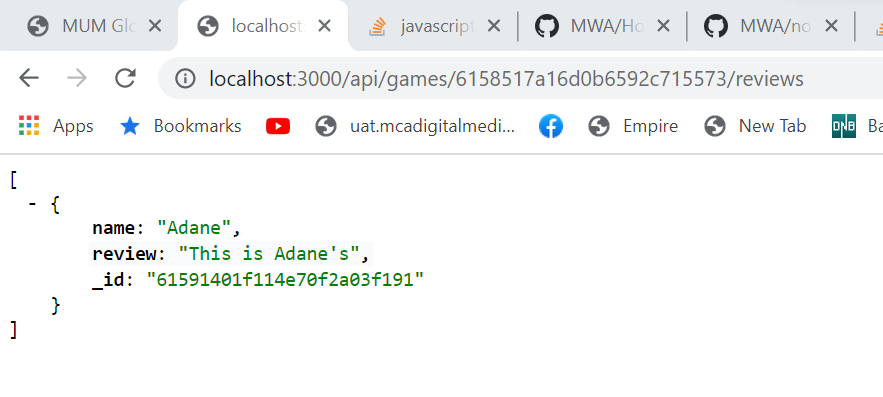 MUM Glo
localhost:
javascript
MWA/Ho
MWA/no
localhost:3000/api/games/6158517a16d0b6592c715573/reviews
Apps Bookmarks uat.mcadigitalmedi... Empire New Tab DNB Ba
[
- {
name: "Adane",
review: "This is Adane's",
_id: "61591401f114e70f2a03f191"
}
]